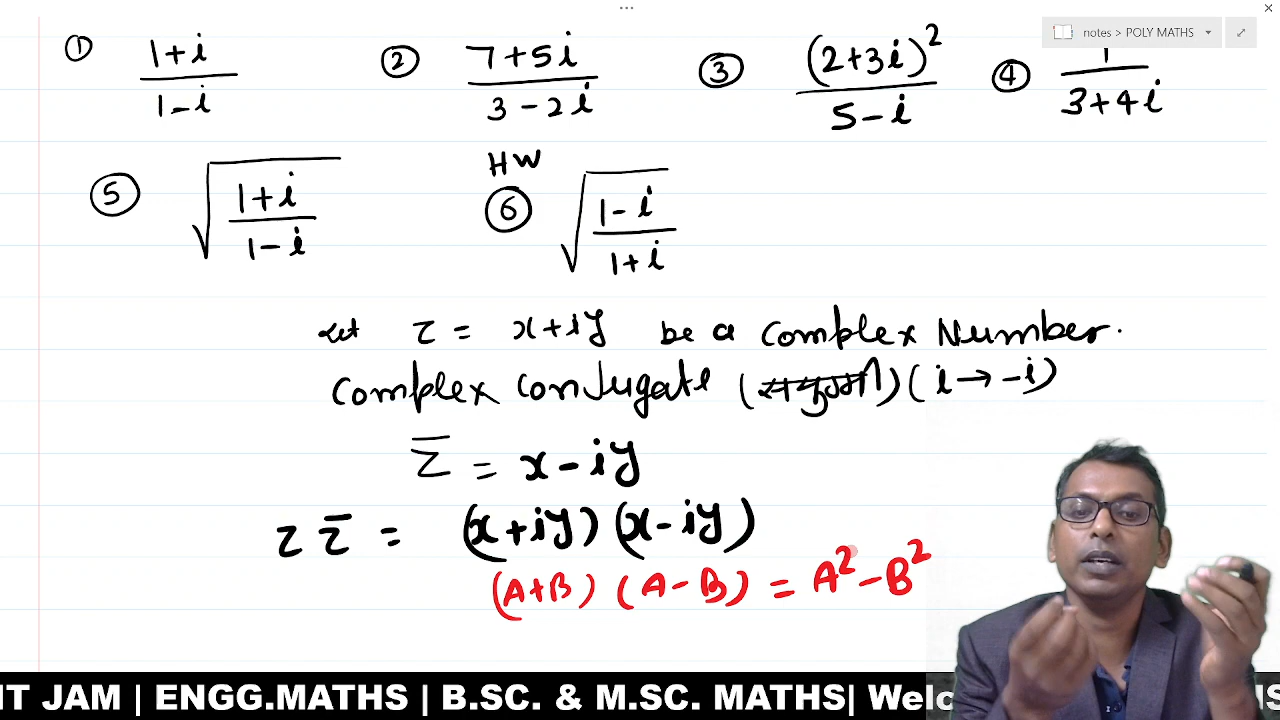 ① 1+i / 1-i ② 7+5i / 3-2i ③ (2+3i)² / 5-i ④ 1 / 3+4i
notes > POLY MATHS
HW
⑤ √(1+i / 1-i) ⑥ √(1-i / 1+i)
Let z = x+iy be a complex Number.
complex conjugate ( ) (i→-i)
z̅ = x-iy
z z̅ = (x+iy) (x-iy)
(A+B) (A-B) = A²-B²
IT JAM | ENGG.MATHS | B.SC. & M.SC. MATHS| Welc